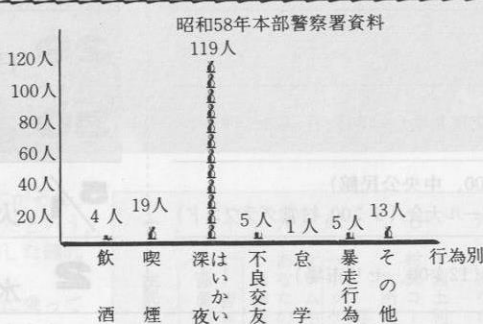 昭和58年本部警察署資料
120人
100人
80人
60人
40人
20人
4人
19人
119人
5人
1人
5人
13人
飲酒
喫煙
深夜はいかい
不良交友
怠学
暴走行為
その他
行為別